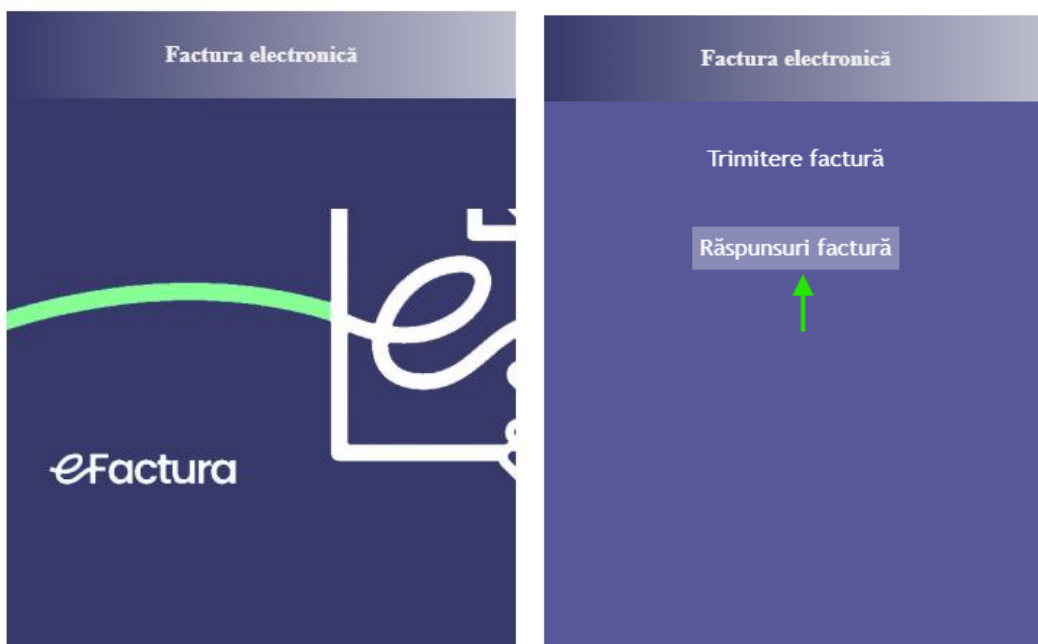 Factura electronică
eFactura
Factura electronică
Trimitere factură
Răspunsuri factură